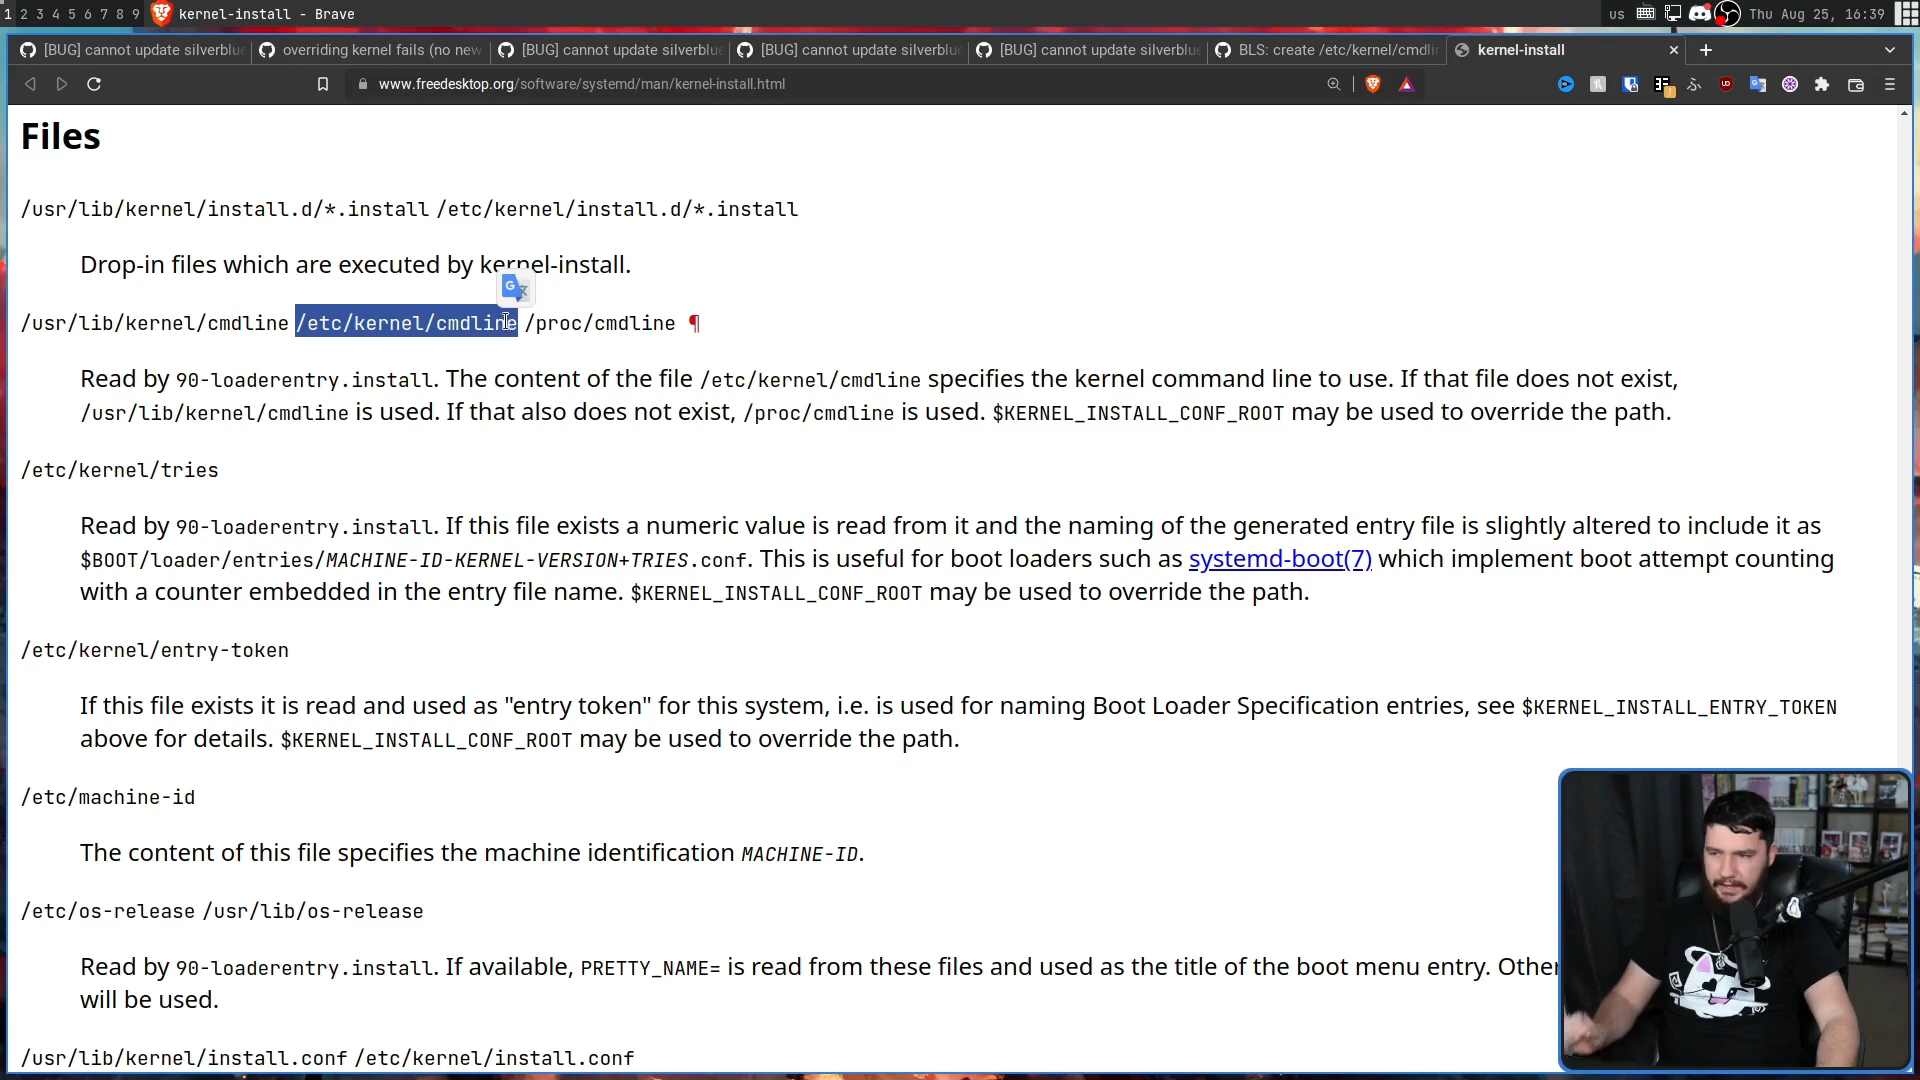 1 2 3 4 5 6 7 8 9 kernel-install - Brave us Thu Aug 25, 16:39
[BUG] cannot update silverblue overriding kernel fails (no new [BUG] cannot update silverblue [BUG] cannot update silverblue [BUG] cannot update silverblue BLS: create /etc/kernel/cmdlin kernel-install
www.freedesktop.org/software/systemd/man/kernel-install.html
Files
/usr/lib/kernel/install.d/*.install /etc/kernel/install.d/*.install
Drop-in files which are executed by kernel-install.
/usr/lib/kernel/cmdline /etc/kernel/cmdline /proc/cmdline ¶
Read by 90-loaderentry.install. The content of the file /etc/kernel/cmdline specifies the kernel command line to use. If that file does not exist,
/usr/lib/kernel/cmdline is used. If that also does not exist, /proc/cmdline is used. $KERNEL_INSTALL_CONF_ROOT may be used to override the path.
/etc/kernel/tries
Read by 90-loaderentry.install. If this file exists a numeric value is read from it and the naming of the generated entry file is slightly altered to include it as
$BOOT/loader/entries/MACHINE-ID-KERNEL-VERSION+TRIES.conf. This is useful for boot loaders such as systemd-boot(7) which implement boot attempt counting
with a counter embedded in the entry file name. $KERNEL_INSTALL_CONF_ROOT may be used to override the path.
/etc/kernel/entry-token
If this file exists it is read and used as "entry token" for this system, i.e. is used for naming Boot Loader Specification entries, see $KERNEL_INSTALL_ENTRY_TOKEN
above for details. $KERNEL_INSTALL_CONF_ROOT may be used to override the path.
/etc/machine-id
The content of this file specifies the machine identification MACHINE-ID.
/etc/os-release /usr/lib/os-release
Read by 90-loaderentry.install. If available, PRETTY_NAME= is read from these files and used as the title of the boot menu entry. Other
will be used.
/usr/lib/kernel/install.conf /etc/kernel/install.conf